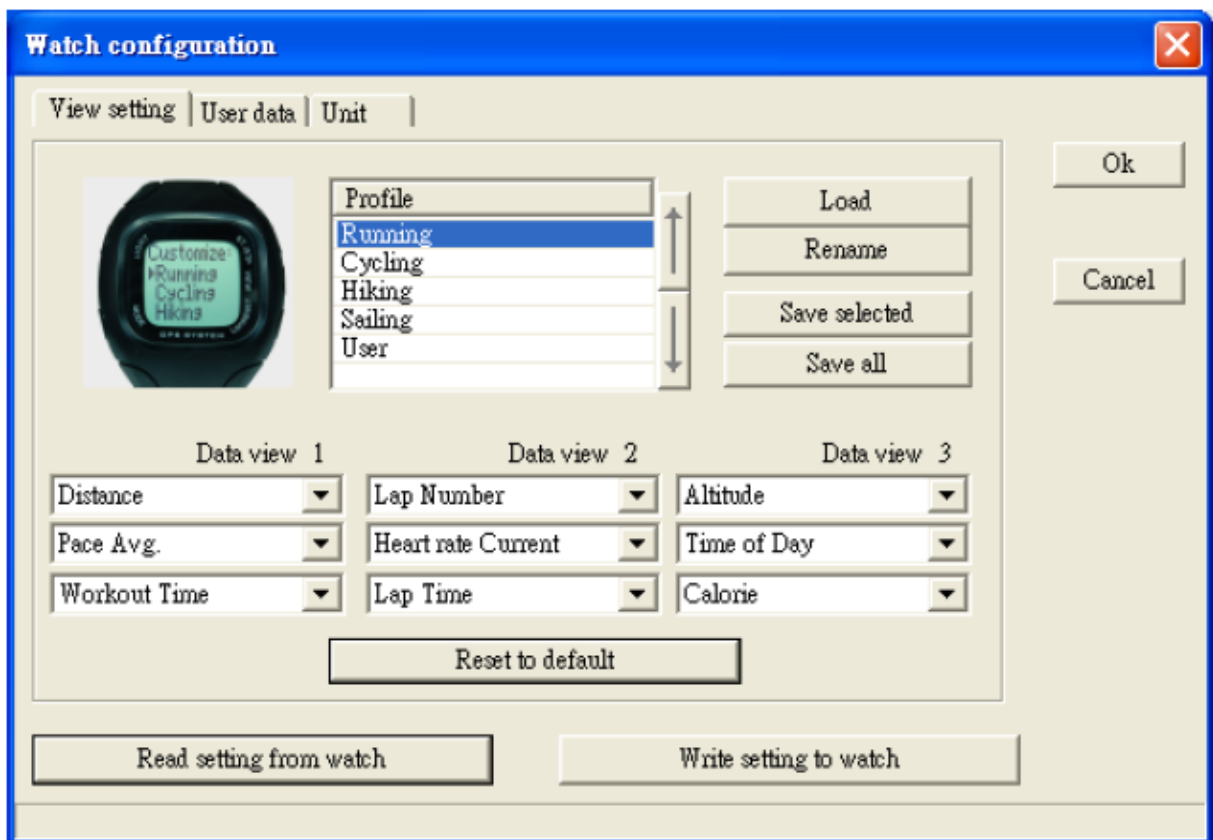 Watch configuration
View setting User data Unit
Ok
Cancel
Customize:
Running
Cycling
Hiking
GPS SYSTEM
Profile
Running
Cycling
Hiking
Sailing
User
Load
Rename
Save selected
Save all
Data view 1 Data view 2 Data view 3
Distance Lap Number Altitude
Pace Avg. Heart rate Current Time of Day
Workout Time Lap Time Calorie
Reset to default
Read setting from watch Write setting to watch